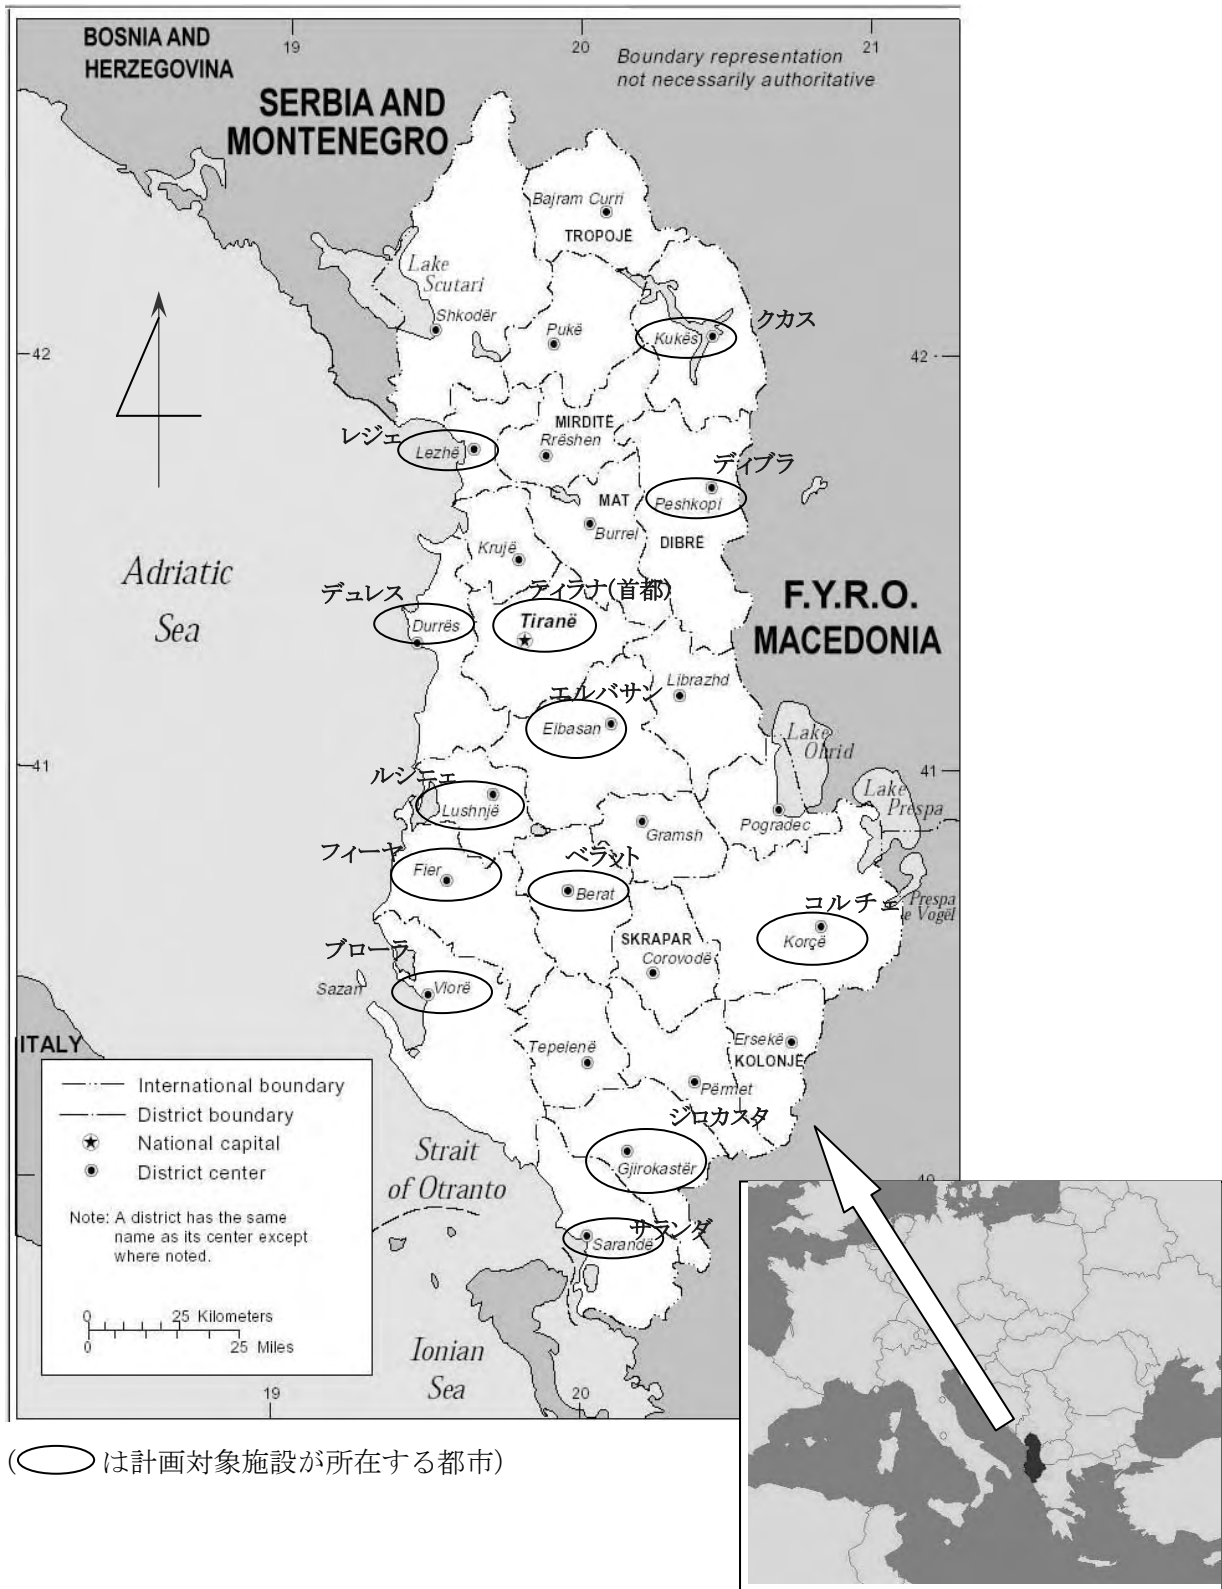 BOSNIA AND
HERZEGOVINA
19
20
21
Boundary representation
not necessarily authoritative
SERBIA AND
MONTENEGRO
Bajram Curri
TROPOJË
Lake
Scutari
Shkodër
Pukë
Kukës
クカス
42
42
MIRDITË
Rrëshen
レジェ
Lezhë
ディブラ
Peshkopi
MAT
Burrel
DIBRË
Krujë
Adriatic
Sea
デュレス
Durrës
ティラナ(首都)
Tiranë
F.Y.R.O.
MACEDONIA
Librazhd
エルバサン
Elbasan
Lake
Ohrid
41
41
ルシニェ
Lushnjë
Lake
Prespa
Gramsh
Pogradec
フィーヤ
Fier
ベラット
Berat
コルチェ
Korçë
Prespa
e Vogël
SKRAPAR
Corovodë
ブローラ
Sazan
Vlorë
ITALY
Tepelenë
Ersekë
KOLONJË
Përmet
ジロカスタ
Gjirokastër
International boundary
District boundary
National capital
District center
Note: A district has the same
name as its center except
where noted.
0 25 Kilometers
0 25 Miles
Strait
of Otranto
40
サランダ
Sarandë
Ionian
Sea
19
20
( は計画対象施設が所在する都市)